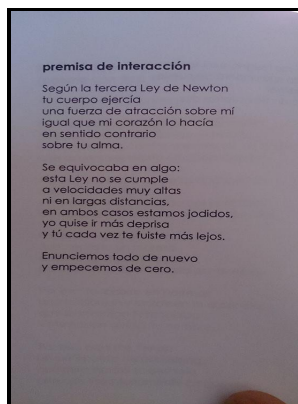 premisa de interacción
Según la tercera Ley de Newton
tu cuerpo ejercía
una fuerza de atracción sobre mí
igual que mi corazón lo hacía
en sentido contrario
sobre tu alma.
Se equivocaba en algo:
esta Ley no se cumple
a velocidades muy altas
ni en largas distancias,
en ambos casos estamos jodidos,
yo quise ir más deprisa
y tú cada vez te fuiste más lejos.
Enunciemos todo de nuevo
y empecemos de cero.